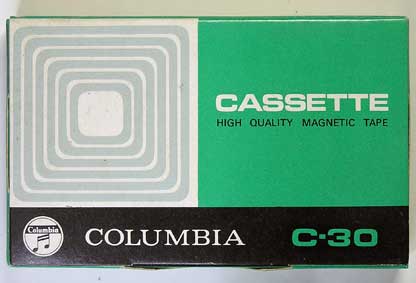 CASSETTE
HIGH QUALITY MAGNETIC TAPE
Columbia
COLUMBIA
C-30